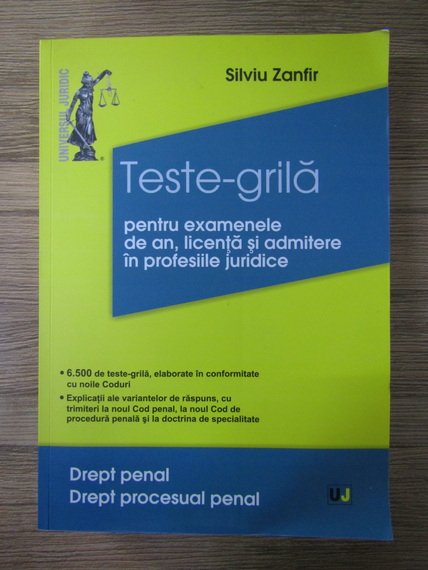 UNIVERSUL JURIDIC
®
Silviu Zanfir
Teste-grilă
pentru examenele
de an, licență și admitere
în profesiile juridice
• 6.500 de teste-grilă, elaborate în conformitate
cu noile Coduri
• Explicații ale variantelor de răspuns, cu
trimiteri la noul Cod penal, la noul Cod de
procedură penală și la doctrina de specialitate
Drept penal
Drept procesual penal
UJ